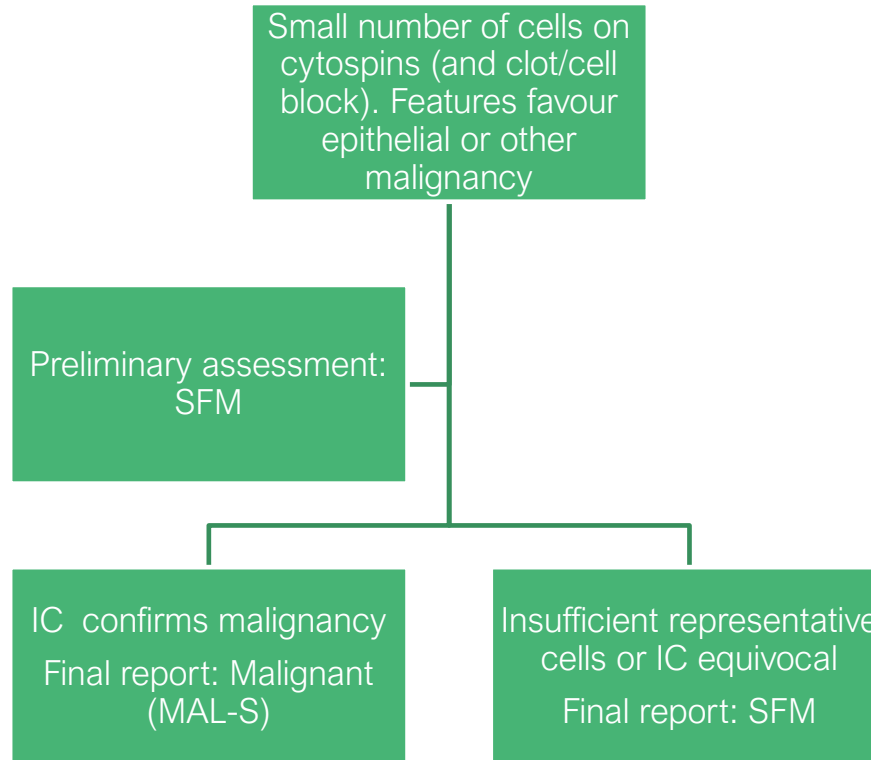 Small number of cells on
cytospins (and clot/cell
block). Features favour
epithelial or other
malignancy
Preliminary assessment:
SFM
IC  confirms malignancy
Final report: Malignant
(MAL-S)
Insufficient representative
cells or IC equivocal
Final report: SFM